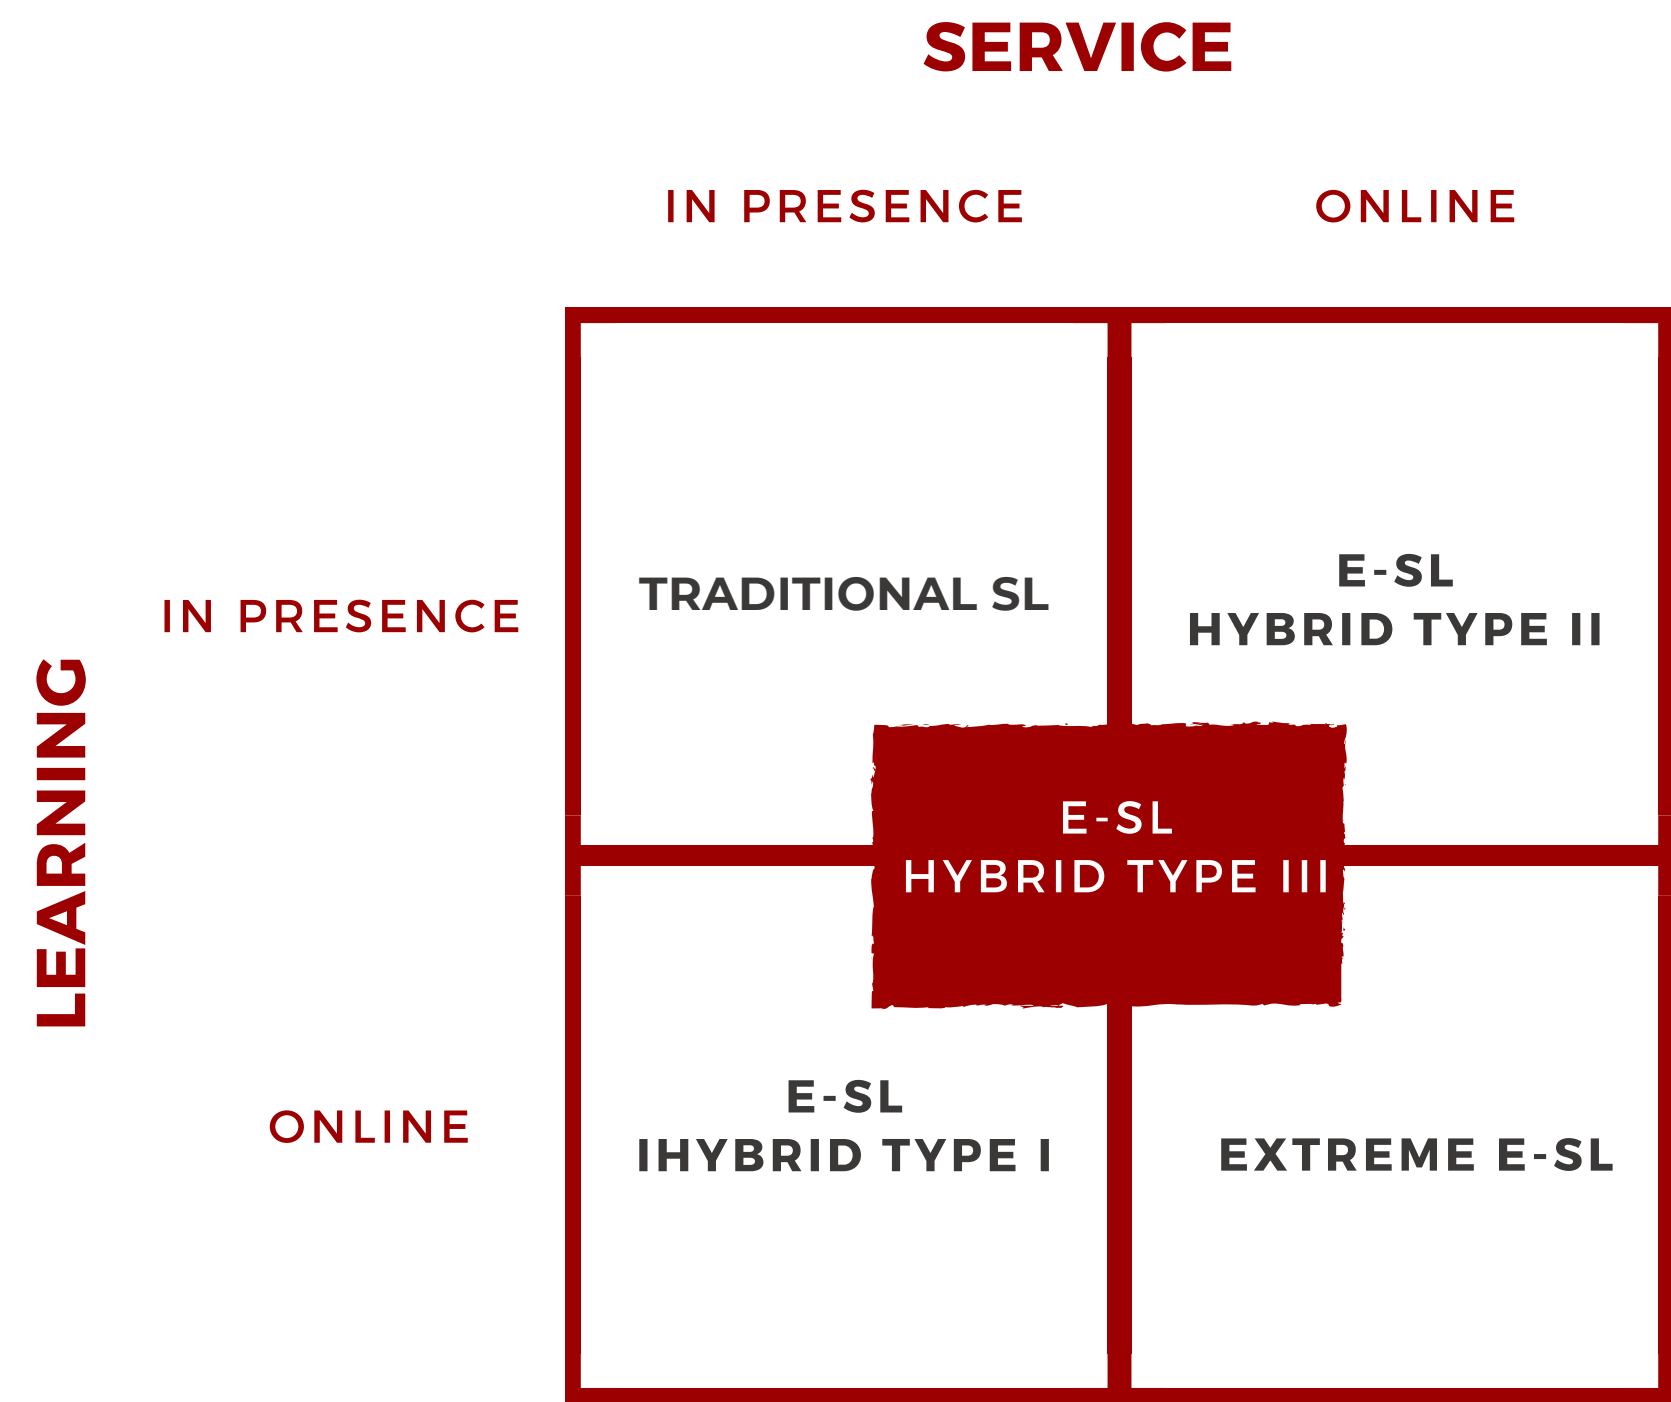 SERVICE
IN PRESENCE
ONLINE
LEARNING
IN PRESENCE
TRADITIONAL SL
E-SL
HYBRID TYPE II
E-SL
HYBRID TYPE III
ONLINE
E-SL
IHYBRID TYPE I
EXTREME E-SL